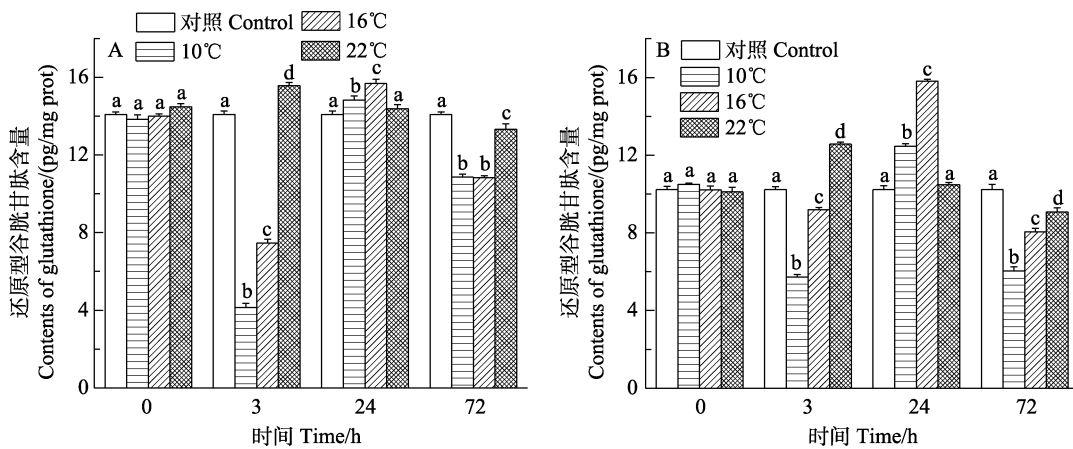 还原型谷胱甘肽含量
Contents of glutathione/(pg/mg prot)
A
对照 Control
10℃
16℃
22℃
16
12
8
4
0
a a a a
a b c d
a b c a
a b b c
0 3 24 72
时间 Time/h
还原型谷胱甘肽含量
Contents of glutathione/(pg/mg prot)
B
对照 Control
10℃
16℃
22℃
16
12
8
4
0
a a a a
a b c d
a b c a
a b c d
0 3 24 72
时间 Time/h